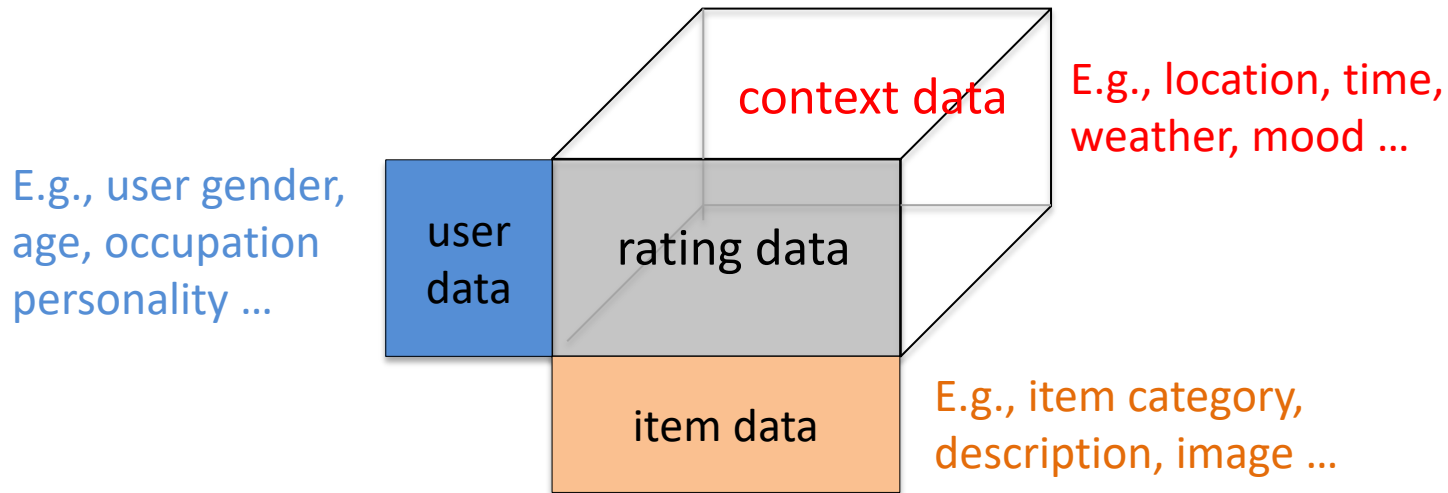 context data
E.g., location, time,
weather, mood ...
E.g., user gender,
age, occupation
personality ...
user
data
rating data
item data
E.g., item category,
description, image ...